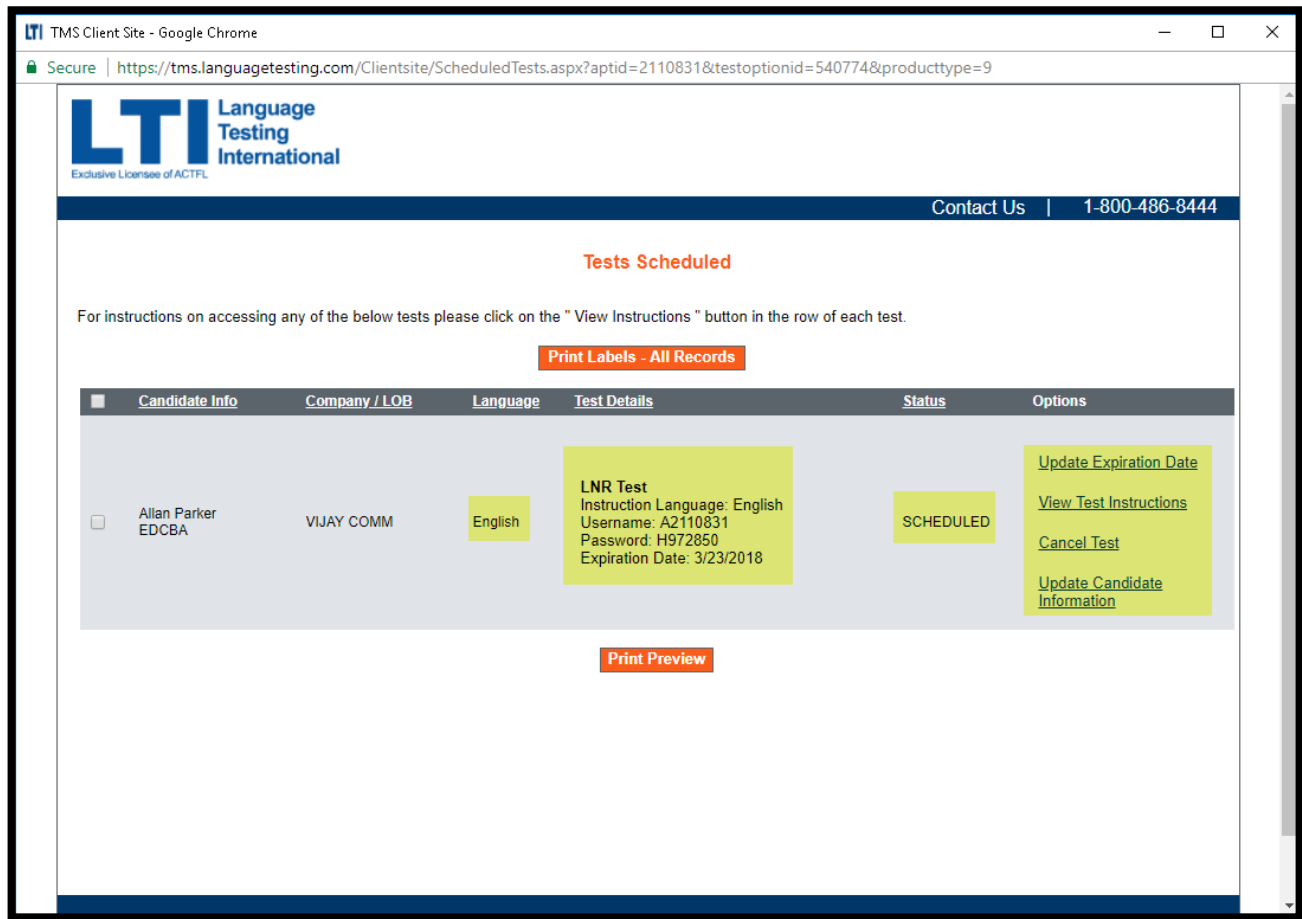 LTI TMS Client Site - Google Chrome
Secure | https://tms.languagetesting.com/Clientsite/ScheduledTests.aspx?aptid=2110831&testoptionid=540774&producttype=9
LTI Language
Testing
International
Exclusive Licensee of ACTFL
Contact Us | 1-800-486-8444
Tests Scheduled
For instructions on accessing any of the below tests please click on the " View Instructions " button in the row of each test.
Print Labels - All Records
Candidate Info Company / LOB Language Test Details Status Options
Allan Parker
EDCBA
VIJAY COMM
English
LNR Test
Instruction Language: English
Username: A2110831
Password: H972850
Expiration Date: 3/23/2018
SCHEDULED
Update Expiration Date
View Test Instructions
Cancel Test
Update Candidate
Information
Print Preview